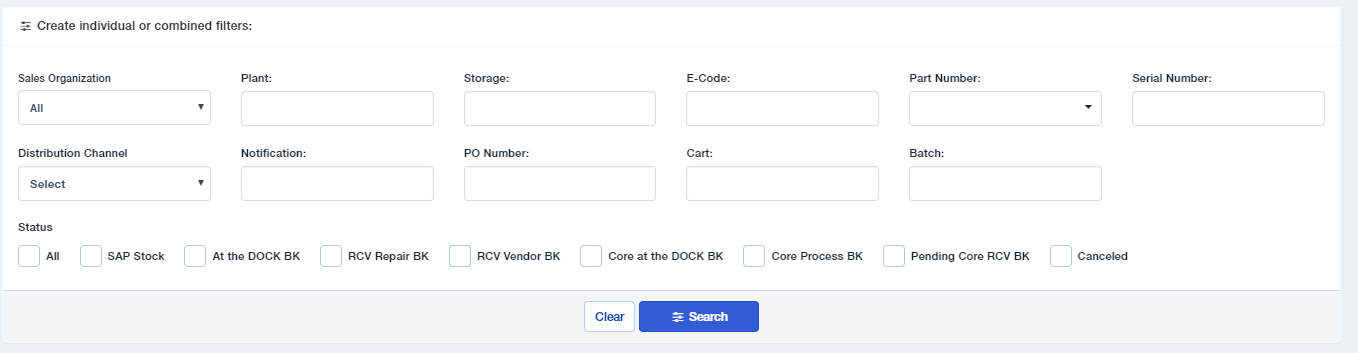 Create individual or combined filters:
Sales Organization Plant: Storage: E-Code: Part Number: Serial Number:
All
Distribution Channel Notification: PO Number: Cart: Batch:
Select
Status
All SAP Stock At the DOCK BK RCV Repair BK RCV Vendor BK Core at the DOCK BK Core Process BK Pending Core RCV BK Canceled
Clear Search